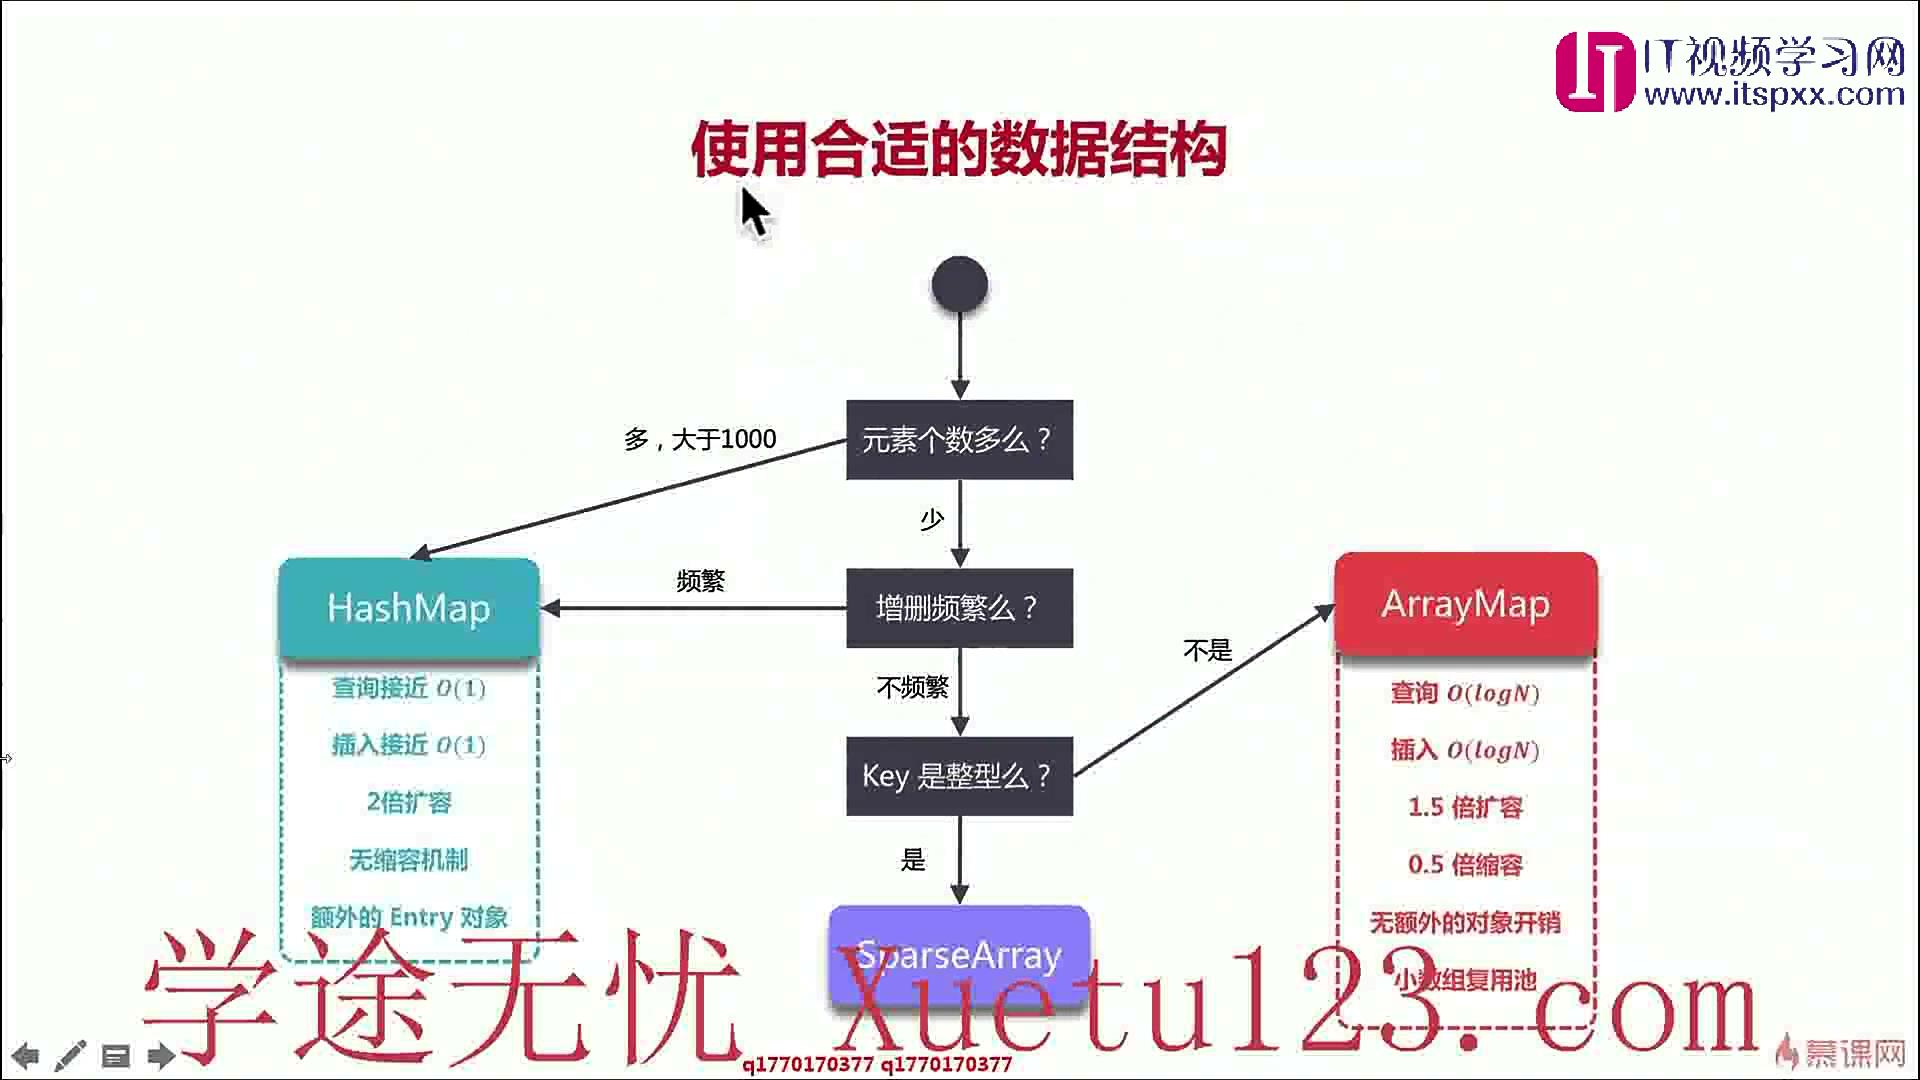 IT视频学习网
www.itspxx.com
使用合适的数据结构
元素个数多么？
多，大于1000
少
HashMap
频繁
增删频繁么？
ArrayMap
不是
查询接近 O(1)
不频繁
查询 O(logN)
插入接近 O(1)
插入 O(logN)
Key 是整型么？
2倍扩容
1.5 倍扩容
无缩容机制
是
0.5 倍缩容
额外的 Entry 对象
无额外的对象开销
SparseArray
小数组复用池
学途无忧 Xuetu123.com
q1770170377 q1770170377
慕课网